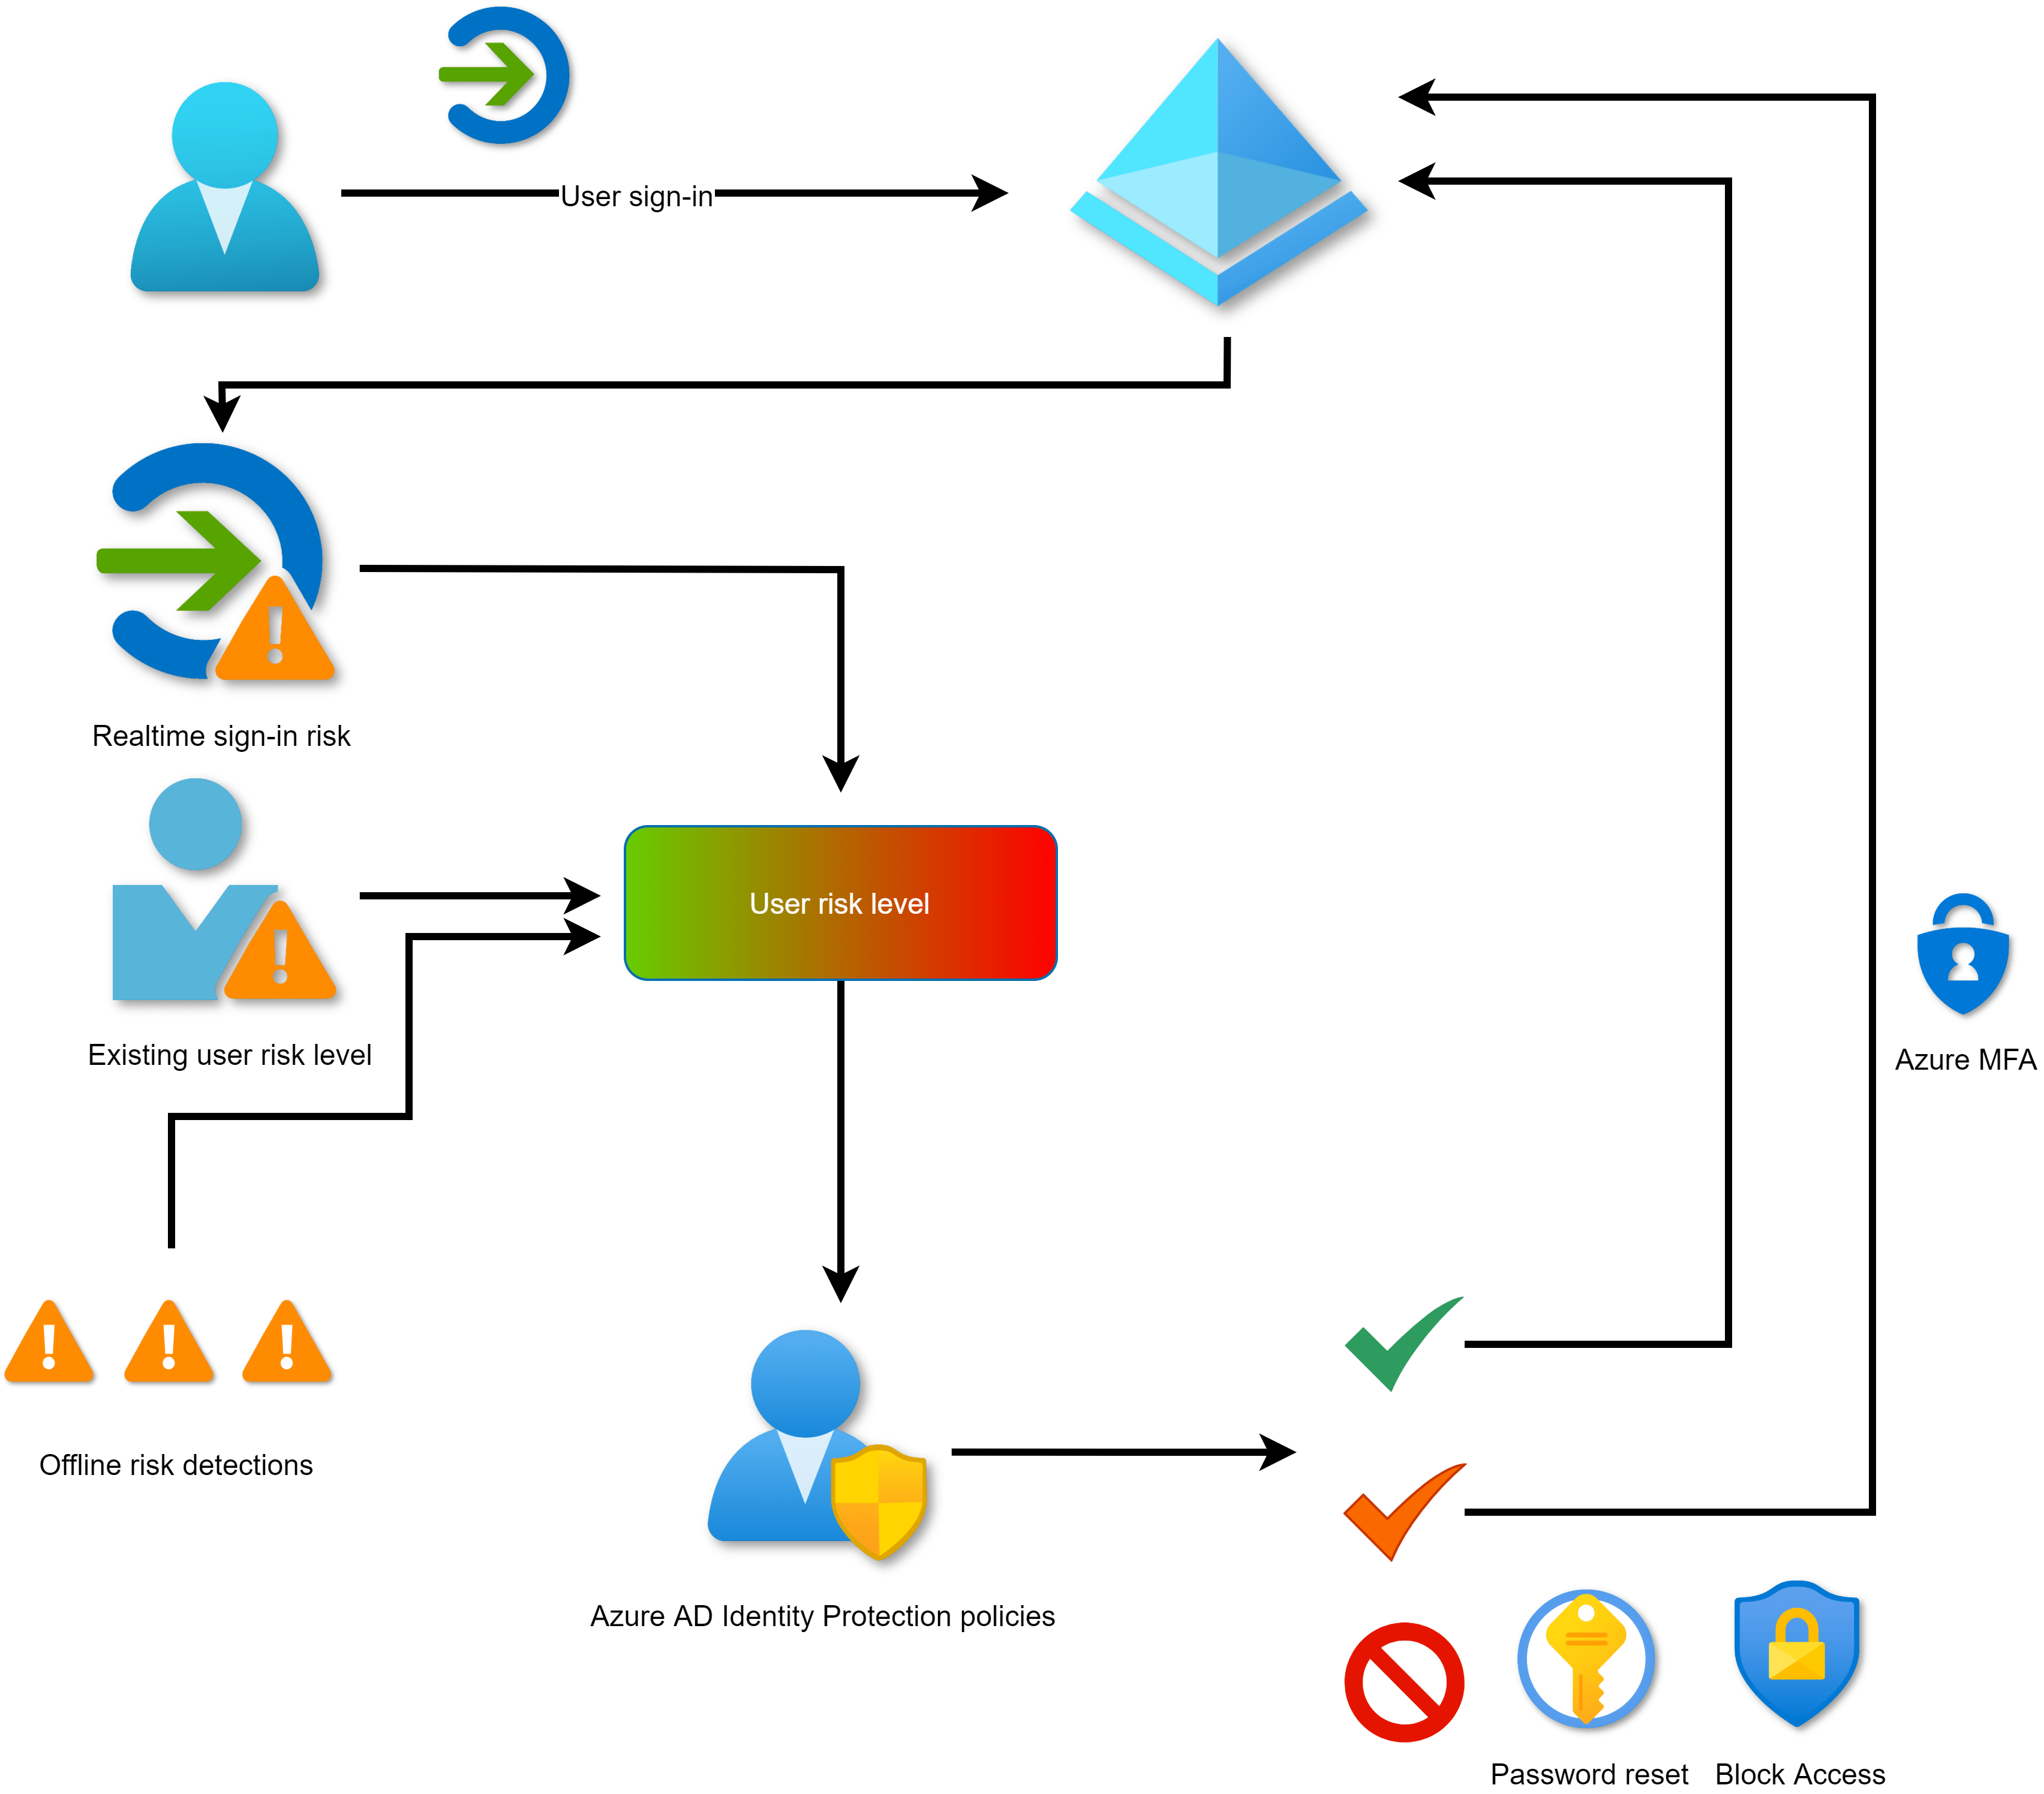 User sign-in
Realtime sign-in risk
User risk level
Existing user risk level
Azure MFA
Offline risk detections
Azure AD Identity Protection policies
Password reset
Block Access